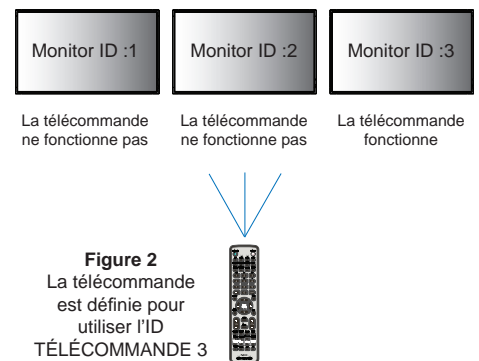 Monitor ID :1
Monitor ID :2
Monitor ID :3
La télécommande
ne fonctionne pas
La télécommande
ne fonctionne pas
La télécommande
fonctionne
Figure 2
La télécommande
est définie pour
utiliser l'ID
TÉLÉCOMMANDE 3